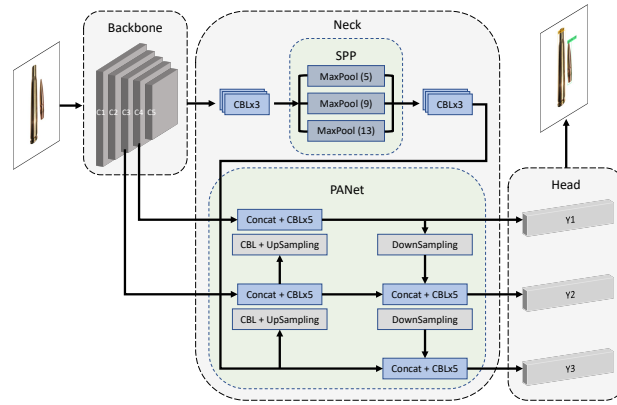 Backbone
Neck
SPP
MaxPool (5)
MaxPool (9)
MaxPool (13)
CBLx3
CBLx3
C1 C2 C3 C4 C5
PANet
Head
Concat + CBLx5
Y1
CBL + UpSampling
DownSampling
Concat + CBLx5
Concat + CBLx5
Y2
CBL + UpSampling
DownSampling
Concat + CBLx5
Y3